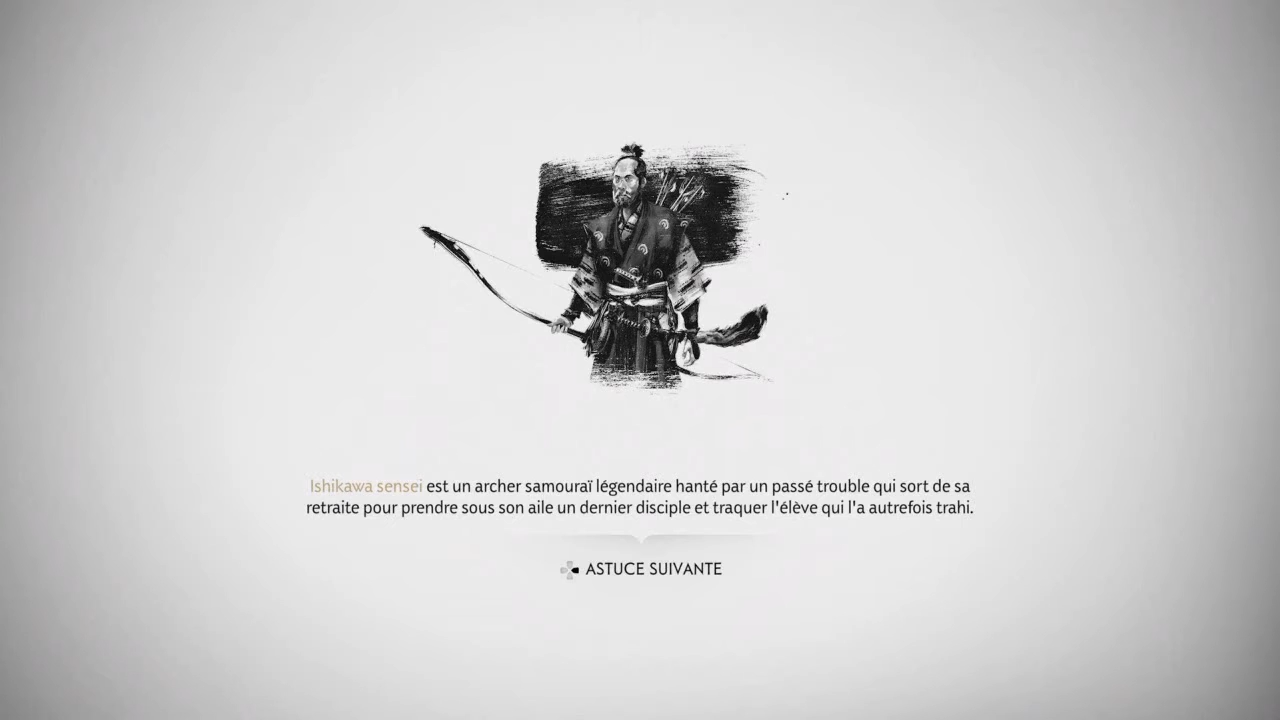 Ishikawa sensei est un archer samouraï légendaire hanté par un passé trouble qui sort de sa
retraite pour prendre sous son aile un dernier disciple et traquer l'élève qui l'a autrefois trahi.
ASTUCE SUIVANTE